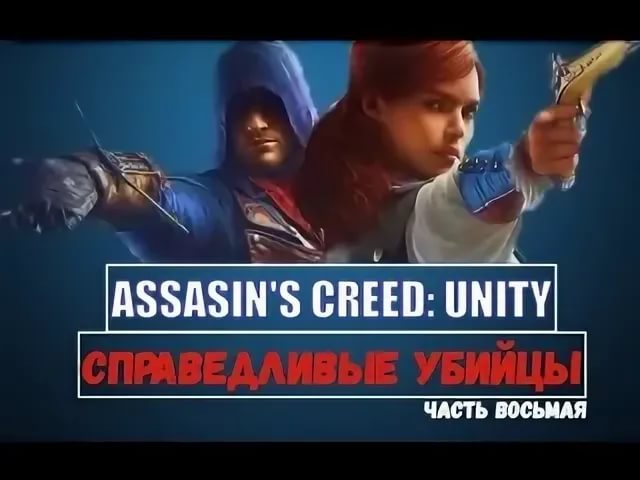 ASSASIN'S CREED: UNITY
СПРАВЕДЛИВЫЕ УБИЙЦЫ
ЧАСТЬ ВОСЬМАЯ